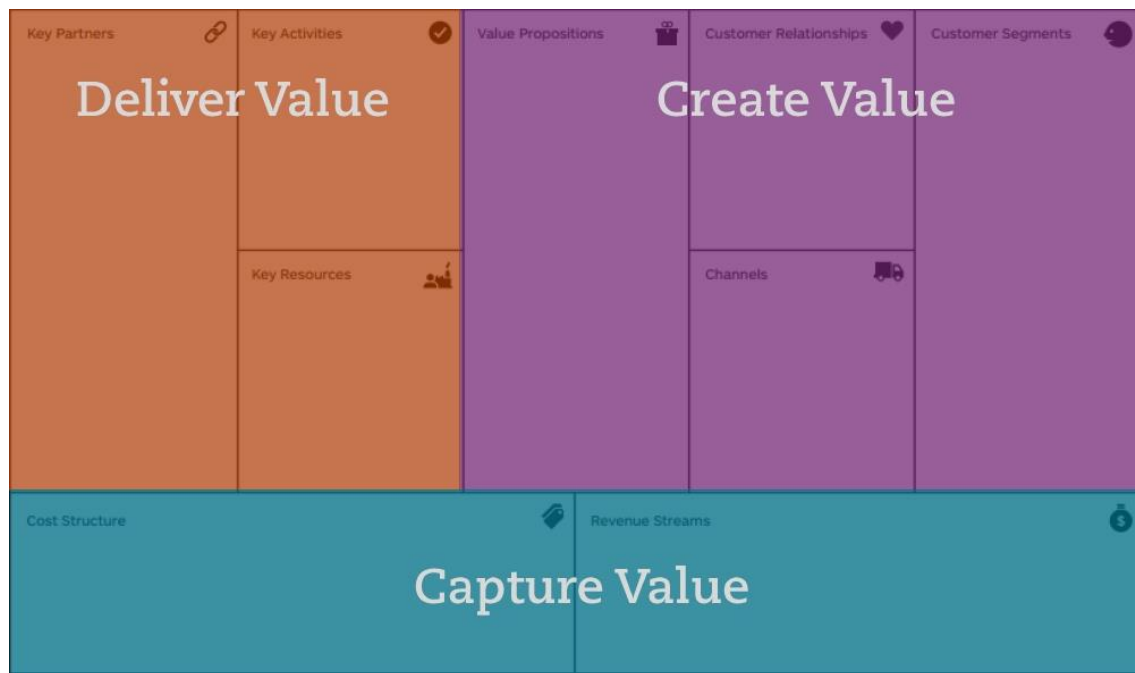 Key Partners
Key Activities
Value Propositions
Customer Relationships
Customer Segments
Deliver Value
Create Value
Key Resources
Channels
Cost Structure
Revenue Streams
$
Capture Value